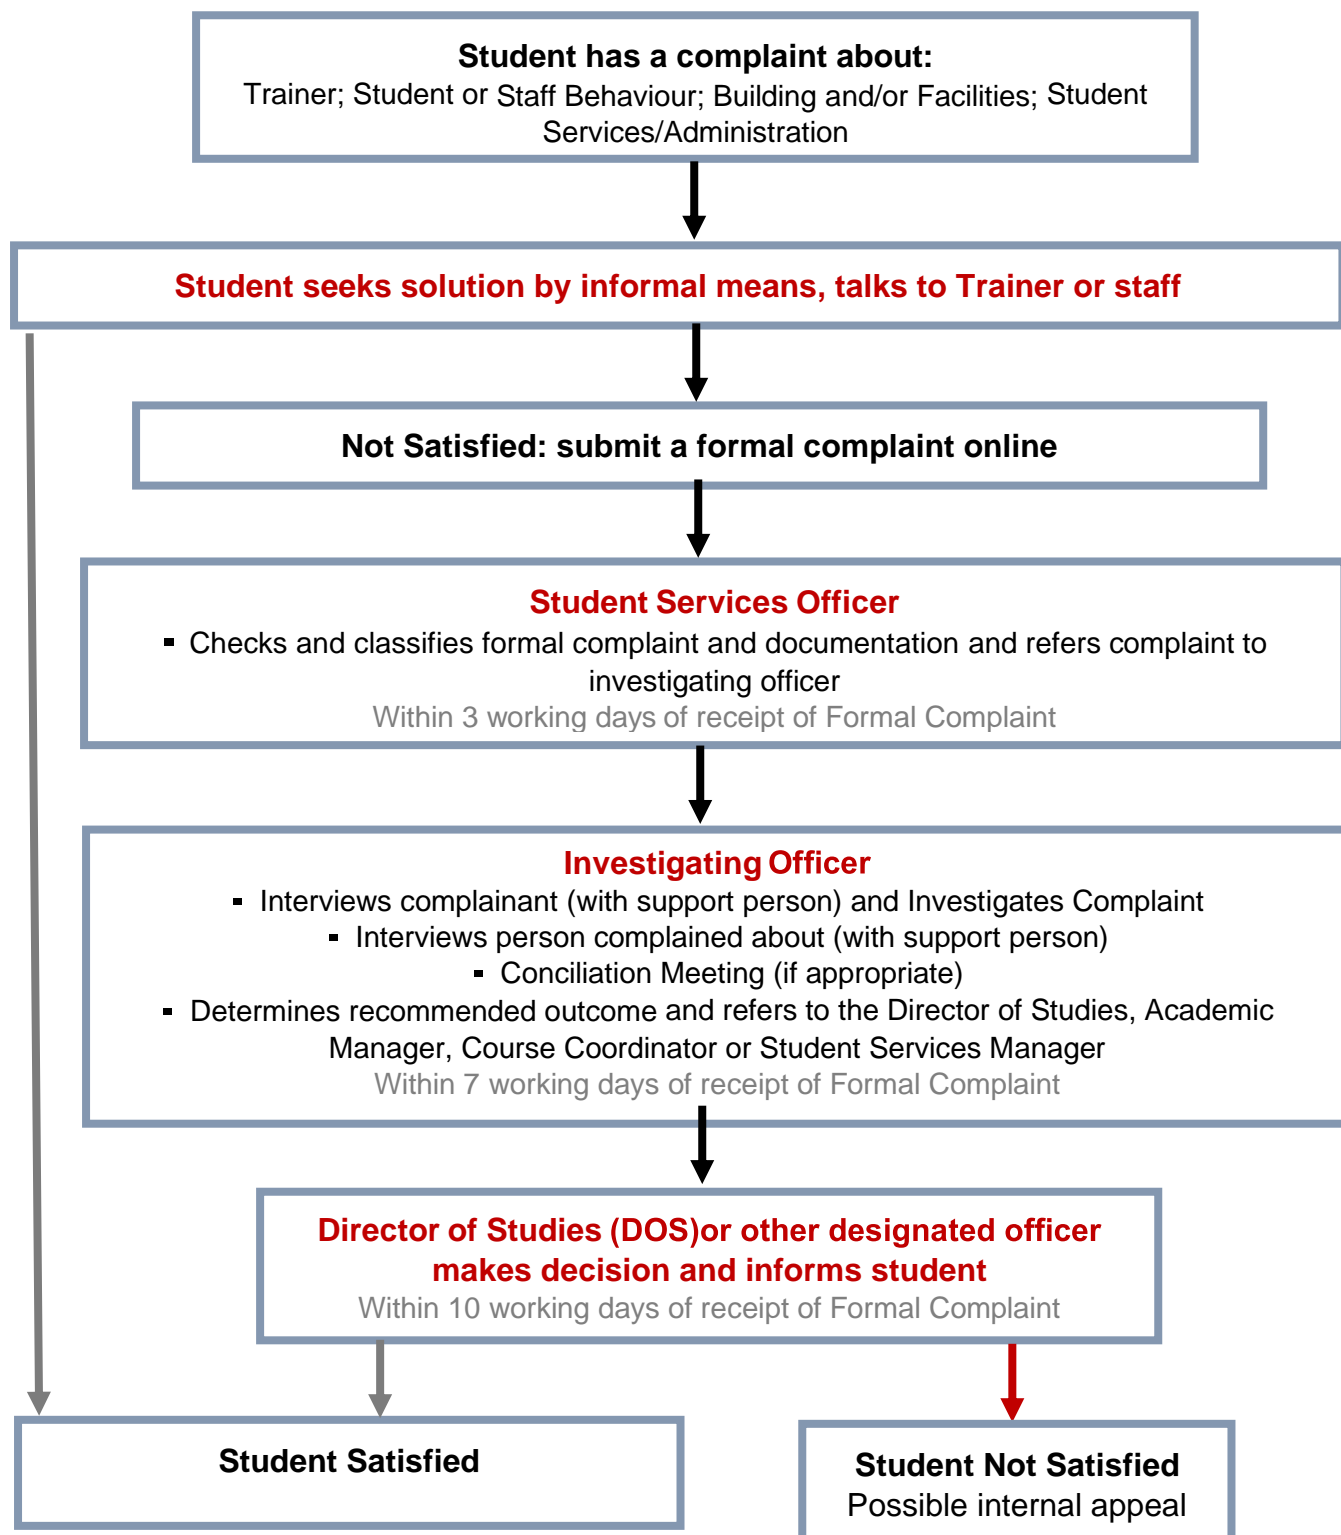 Student has a complaint about:
Trainer; Student or Staff Behaviour; Building and/or Facilities; Student
Services/Administration
Student seeks solution by informal means, talks to Trainer or staff
Not Satisfied: submit a formal complaint online
Student Services Officer
▪ Checks and classifies formal complaint and documentation and refers complaint to
investigating officer
Within 3 working days of receipt of Formal Complaint
Investigating Officer
▪ Interviews complainant (with support person) and Investigates Complaint
▪ Interviews person complained about (with support person)
▪ Conciliation Meeting (if appropriate)
▪ Determines recommended outcome and refers to the Director of Studies, Academic
Manager, Course Coordinator or Student Services Manager
Within 7 working days of receipt of Formal Complaint
Director of Studies (DOS)or other designated officer
makes decision and informs student
Within 10 working days of receipt of Formal Complaint
Student Satisfied
Student Not Satisfied
Possible internal appeal